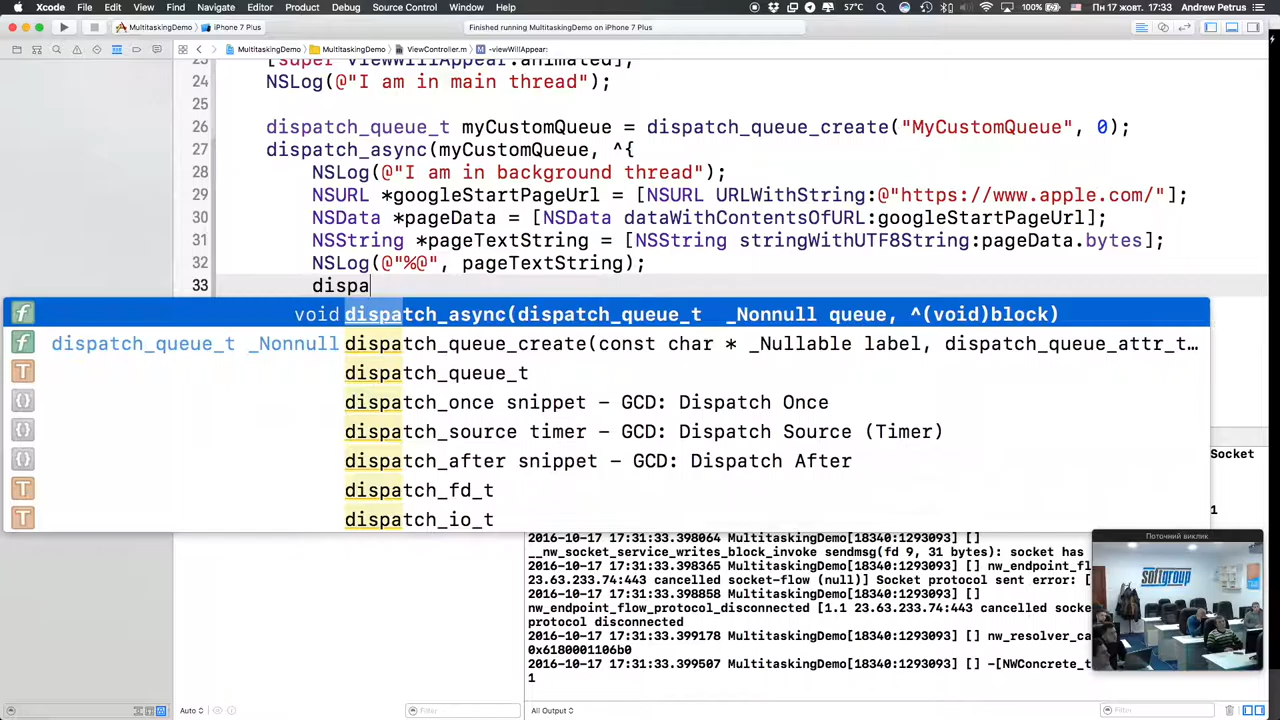 Xcode File Edit View Find Navigate Editor Product Debug Source Control Window Help 57°C 100% Пн 17 жовт. 17:33 Andrew Petrus
MultitaskingDemo iPhone 7 Plus Finished running MultitaskingDemo on iPhone 7 Plus
MultitaskingDemo MultitaskingDemo ViewController.m -viewWillAppear:
23 [super viewWillAppear:animated];
24 NSLog(@"I am in main thread");
25
26 dispatch_queue_t myCustomQueue = dispatch_queue_create("MyCustomQueue", 0);
27 dispatch_async(myCustomQueue, ^{
28 NSLog(@"I am in background thread");
29 NSURL *googleStartPageUrl = [NSURL URLWithString:@"https://www.apple.com/"];
30 NSData *pageData = [NSData dataWithContentsOfURL:googleStartPageUrl];
31 NSString *pageTextString = [NSString stringWithUTF8String:pageData.bytes];
32 NSLog(@"%@", pageTextString);
33 dispa
f void dispatch_async(dispatch_queue_t _Nonnull queue, ^(void)block)
f dispatch_queue_t _Nonnull dispatch_queue_create(const char * _Nullable label, dispatch_queue_attr_t…
T dispatch_queue_t
{} dispatch_once snippet – GCD: Dispatch Once
{} dispatch_source timer – GCD: Dispatch Source (Timer)
{} dispatch_after snippet – GCD: Dispatch After
T dispatch_fd_t
T dispatch_io_t
Socket
1
2016-10-17 17:31:33.398064 MultitaskingDemo[18340:1293093] []
__nw_socket_service_writes_block_invoke sendmsg(fd 9, 31 bytes): socket has
2016-10-17 17:31:33.398365 MultitaskingDemo[18340:1293093] [] nw_endpoint_fl
23.63.233.74:443 cancelled socket-flow (null)] Socket protocol sent error: [
2016-10-17 17:31:33.398858 MultitaskingDemo[18340:1293093] []
nw_endpoint_flow_protocol_disconnected [1.1 23.63.233.74:443 cancelled socke
protocol disconnected
2016-10-17 17:31:33.399178 MultitaskingDemo[18340:1293093] [] nw_resolver_ca
0x6180001106b0
2016-10-17 17:31:33.399507 MultitaskingDemo[18340:1293093] [] -[NWConcrete_t
1
Поточний виклик
softgroup
Auto Filter All Output Filter